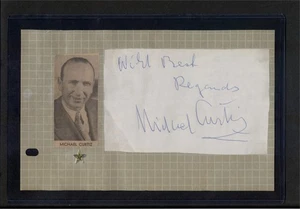 MICHAEL CURTIZ
With Best
Regards
Michael Curtiz